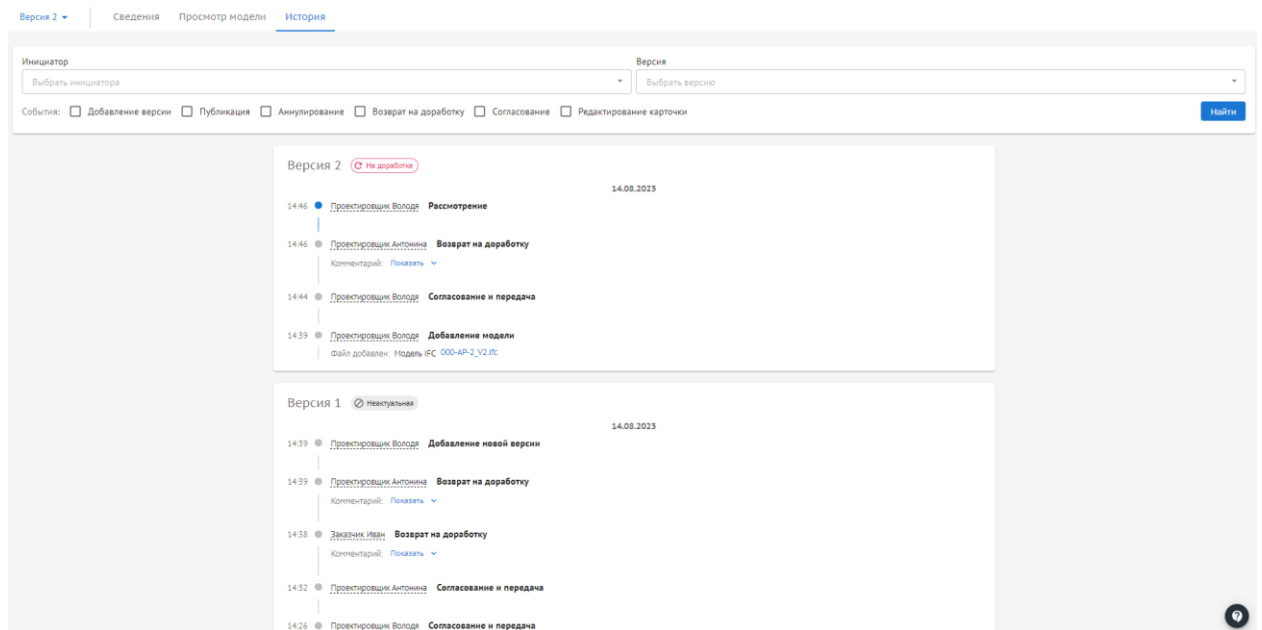 Версия 2 Сведения Просмотр модели История
Инициатор Версия
Выбрать инициатора Выбрать версию
События: Добавление версии Публикация Аннулирование Возврат на доработку Согласование Редактирование карточки Найти
Версия 2 На доработке
14.08.2023
14:46 Проектировщик Володя Рассмотрение
14:46 Проектировщик Антонина Возврат на доработку
Комментарий: Показать
14:44 Проектировщик Володя Согласование и передача
14:39 Проектировщик Володя Добавление модели
Файл добавлен: Модель IFC 000-АР-2_V2.ifc
Версия 1 Неактуальная
14.08.2023
14:39 Проектировщик Володя Добавление новой версии
14:39 Проектировщик Антонина Возврат на доработку
Комментарий: Показать
14:38 Заказчик Иван Возврат на доработку
Комментарий: Показать
14:32 Проектировщик Антонина Согласование и передача
14:26 Проектировщик Володя Согласование и передача